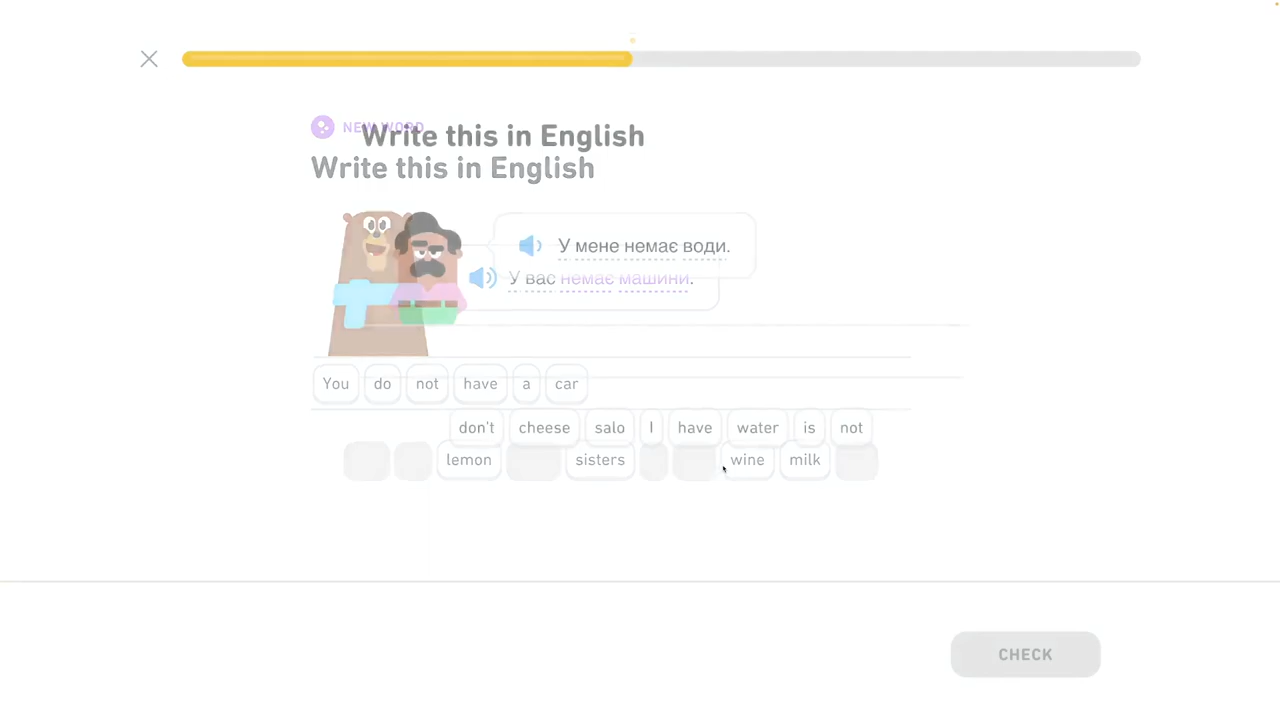 NEW WORD
Write this in English
Write this in English
У мене немає води.
У вас немає машини.
You do not have a car
don't cheese salo I have water is not
lemon sisters wine milk
CHECK